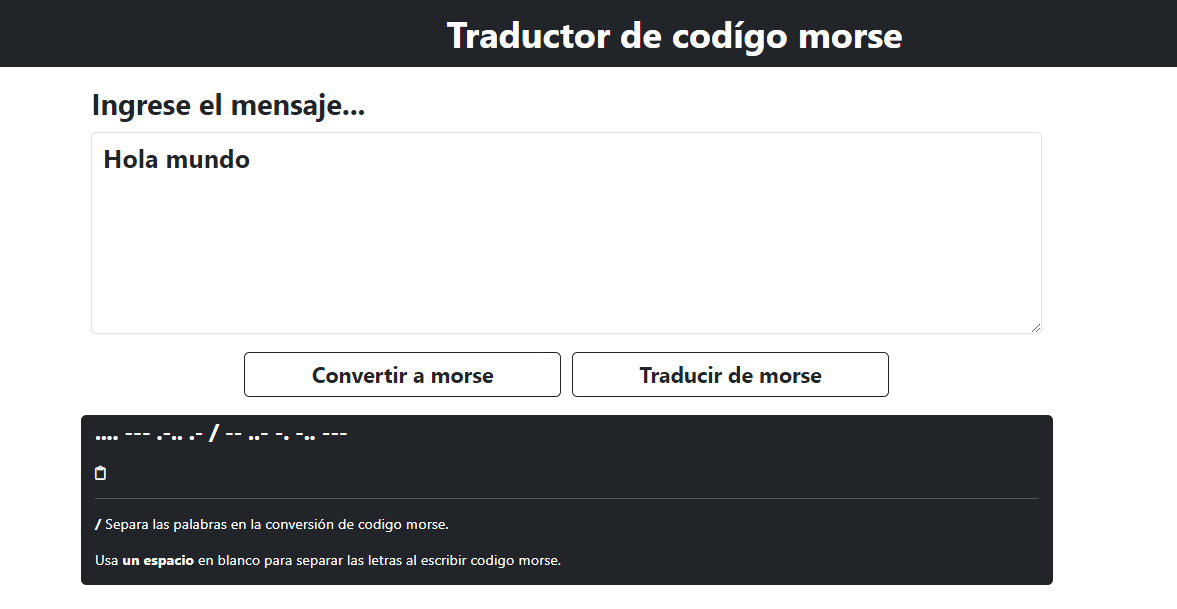 Traductor de codígo morse
Ingrese el mensaje...
Hola mundo
Convertir a morse
Traducir de morse
.... --- .-.. .- / -- ..- -. -.. ---
/ Separa las palabras en la conversión de codigo morse.
Usa un espacio en blanco para separar las letras al escribir codigo morse.